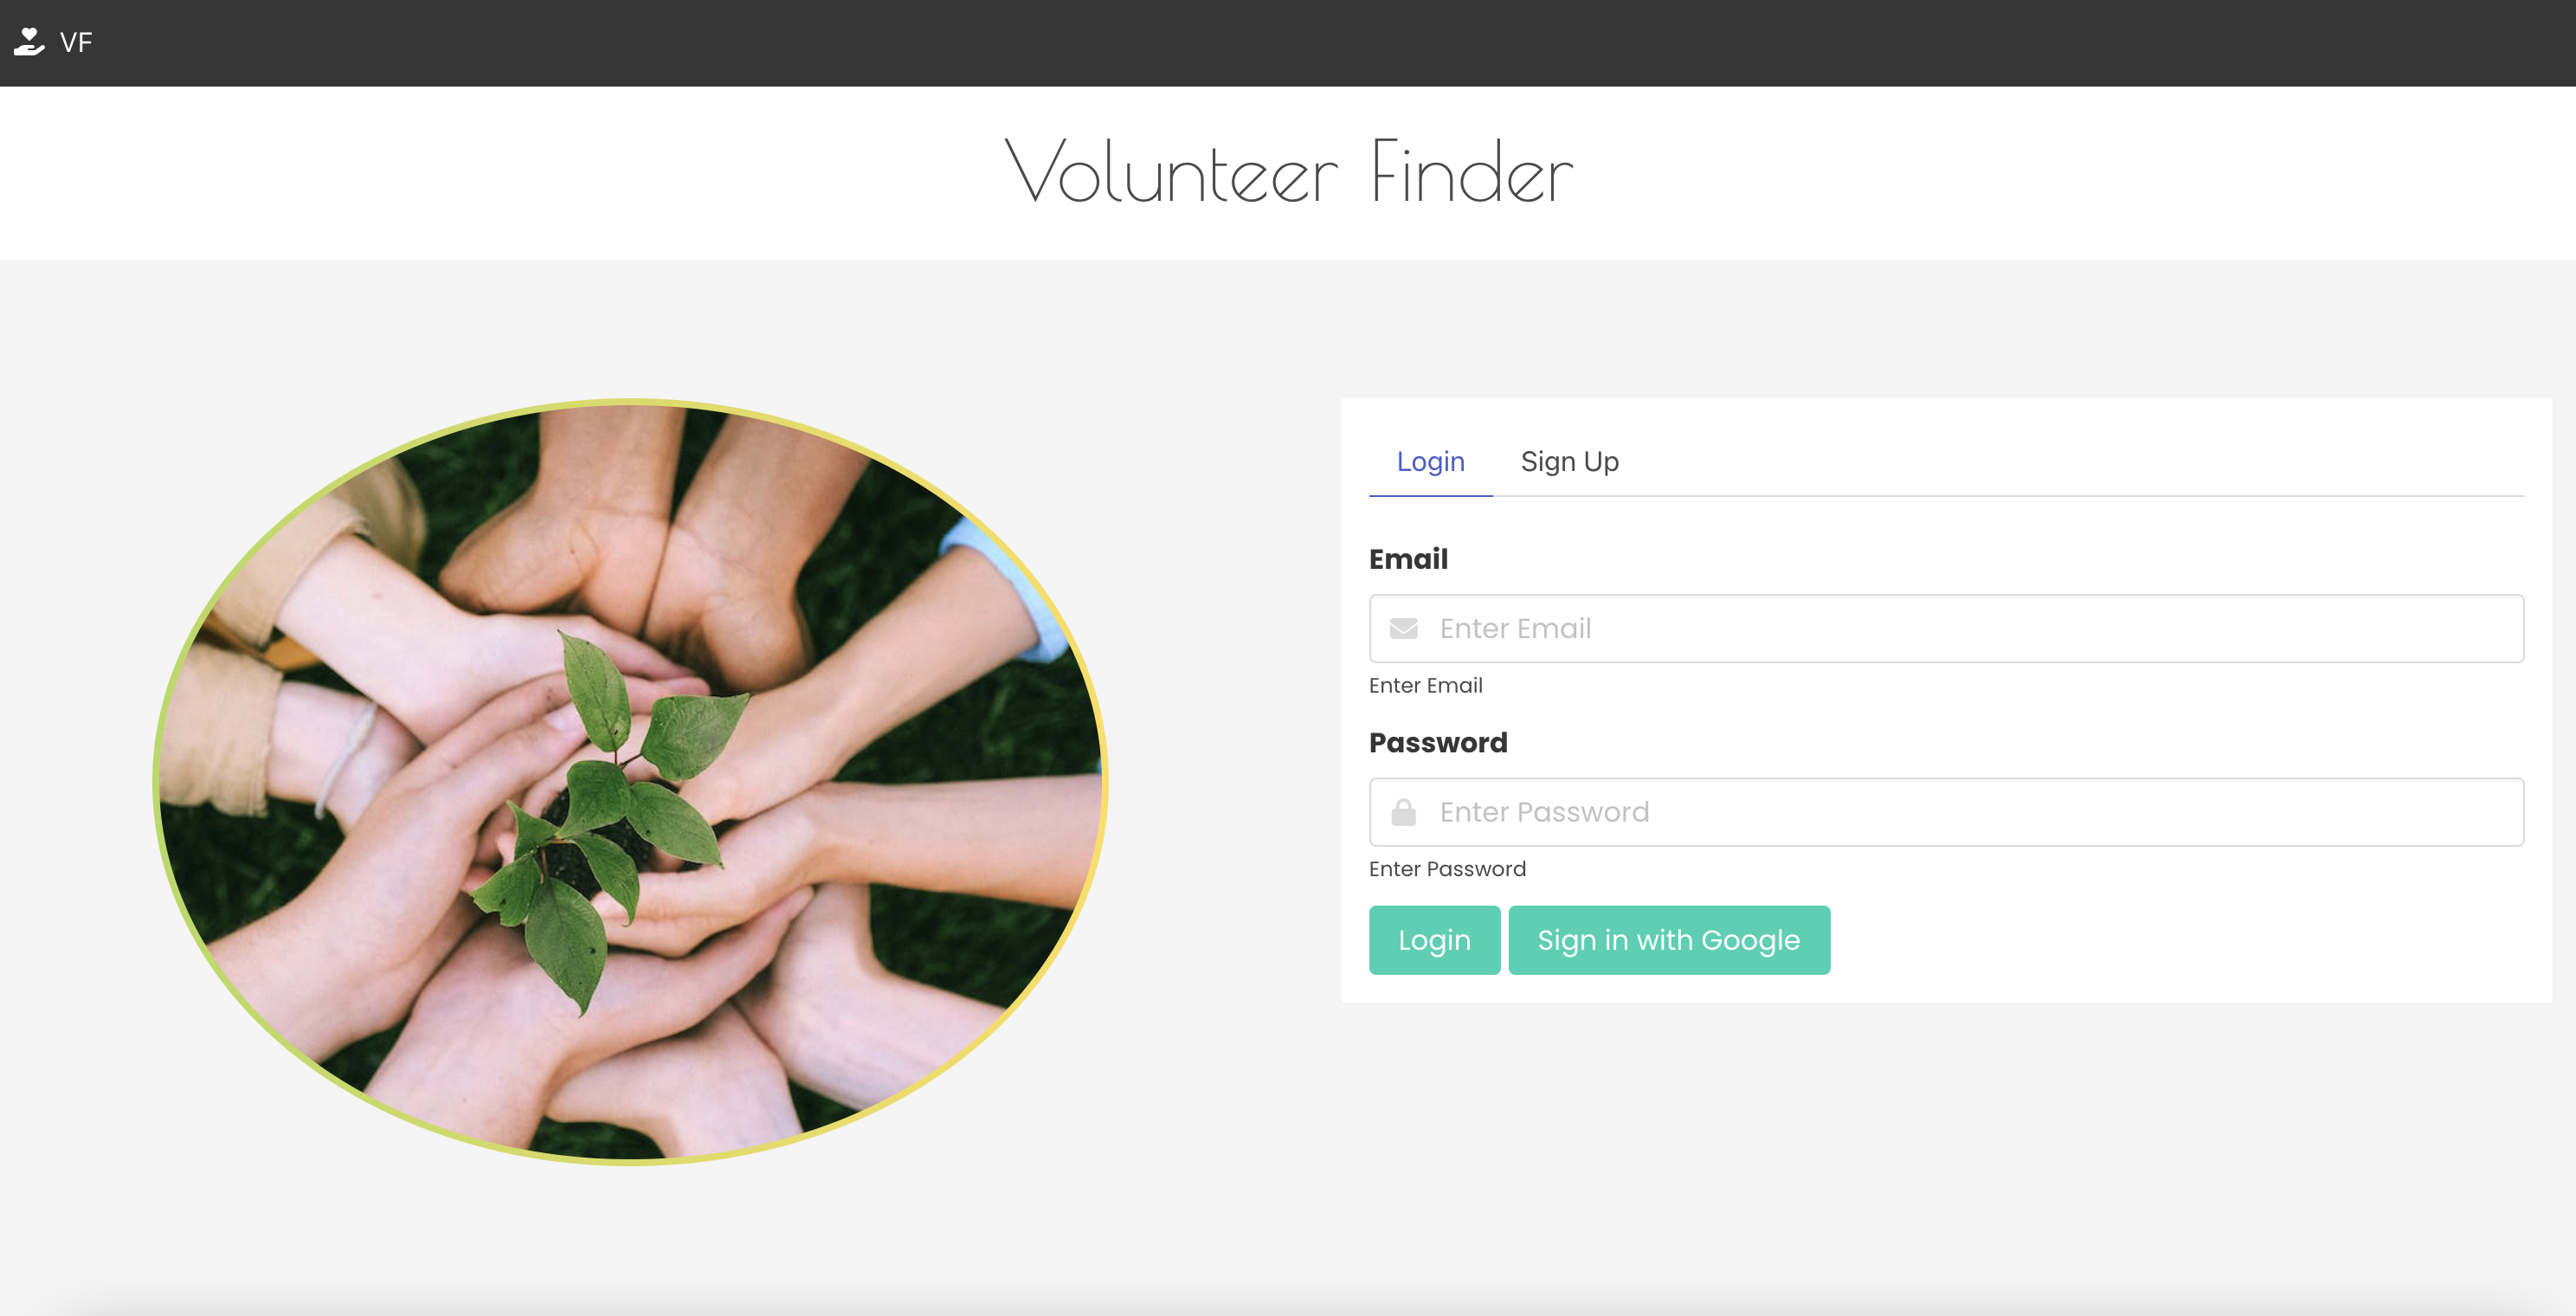 VF
Volunteer Finder
Login Sign Up
Email
Enter Email
Enter Email
Password
Enter Password
Enter Password
Login Sign in with Google